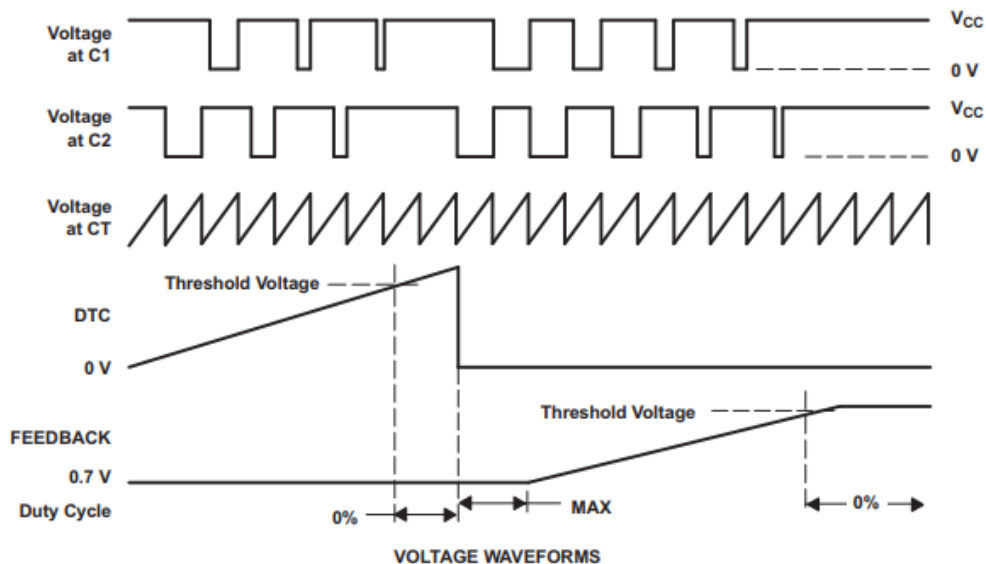 Voltage
at C1
VCC
0 V
Voltage
at C2
VCC
0 V
Voltage
at CT
Threshold Voltage
DTC
0 V
Threshold Voltage
FEEDBACK
0.7 V
Duty Cycle
0%
MAX
0%
VOLTAGE WAVEFORMS